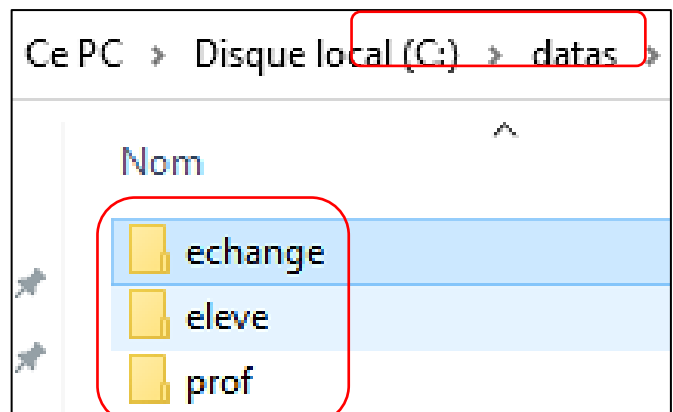 Ce PC > Disque local (C:) > datas >
Nom
echange
eleve
prof